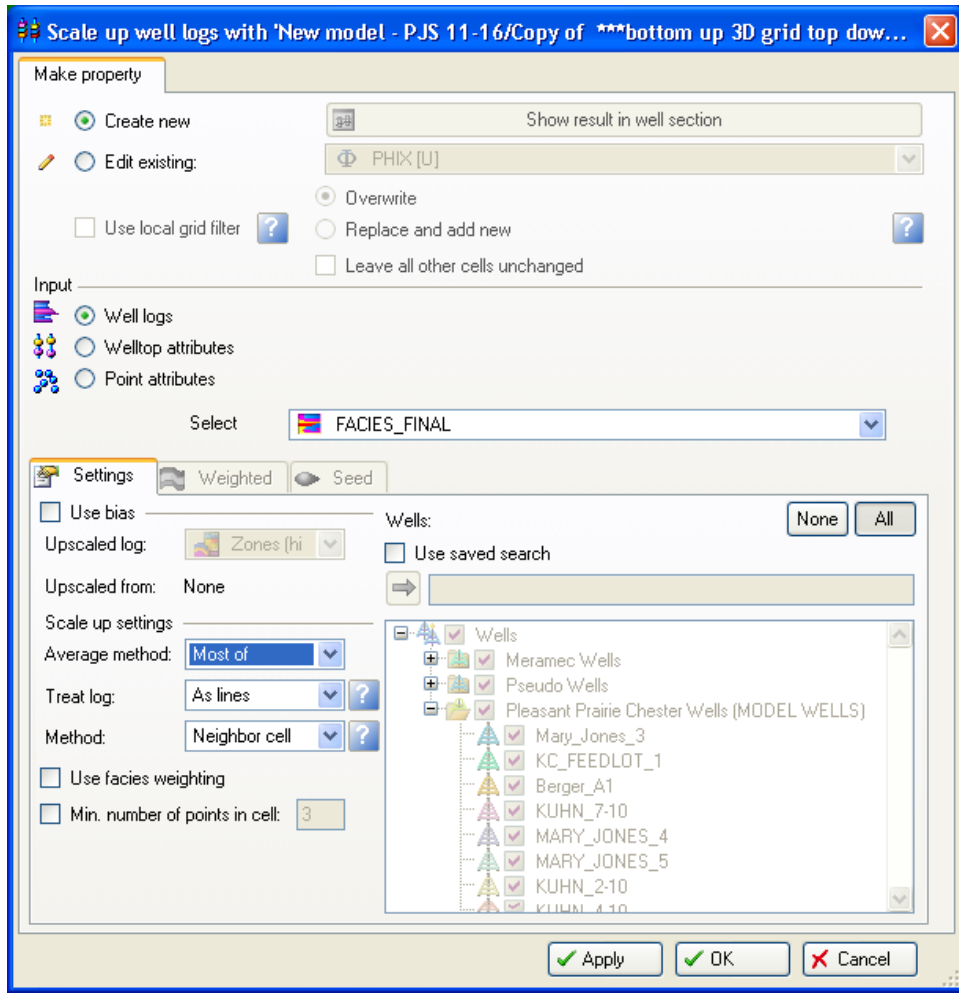 Scale up well logs with 'New model - PJS 11-16/Copy of ***bottom up 3D grid top dow...
Make property
Create new
Show result in well section
Edit existing:
Φ PHIX [U]
Overwrite
Use local grid filter ?
Replace and add new ?
Leave all other cells unchanged
Input
Well logs
Welltop attributes
Point attributes
Select FACIES_FINAL
Settings Weighted Seed
Use bias
Wells: None All
Upscaled log: Zones (hi
Use saved search
Upscaled from: None
Scale up settings
Average method: Most of
Treat log: As lines ?
Method: Neighbor cell ?
Use facies weighting
Min. number of points in cell: 3
Wells
Meramec Wells
Pseudo Wells
Pleasant Prairie Chester Wells (MODEL WELLS)
Mary_Jones_3
KC_FEEDLOT_1
Berger_A1
KUHN_7-10
MARY_JONES_4
MARY_JONES_5
KUHN_2-10
KUHN_4-10
Apply OK Cancel